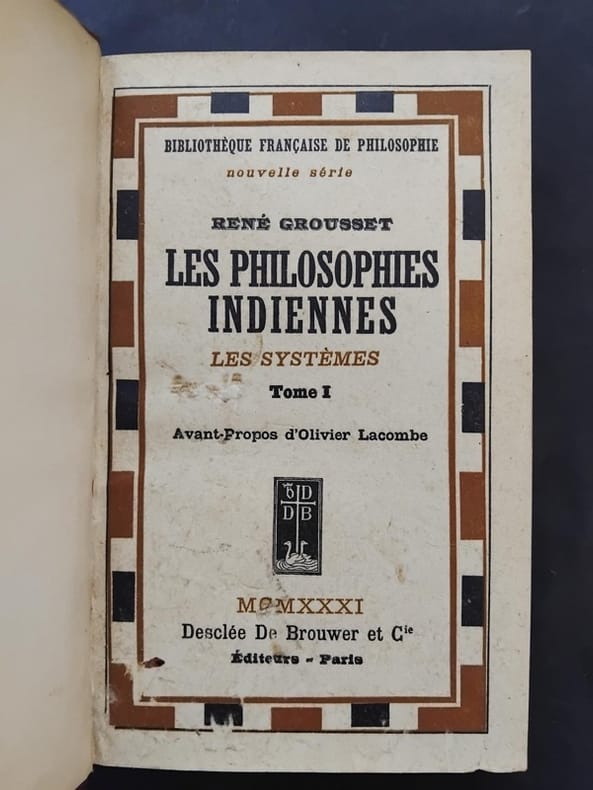 BIBLIOTHÈQUE FRANÇAISE DE PHILOSOPHIE
nouvelle série
RENÉ GROUSSET
LES PHILOSOPHIES
INDIENNES
LES SYSTÈMES
Tome I
Avant-Propos d'Olivier Lacombe
D D
D B
MCMXXXI
Desclée De Brouwer et Cie
Éditeurs - Paris